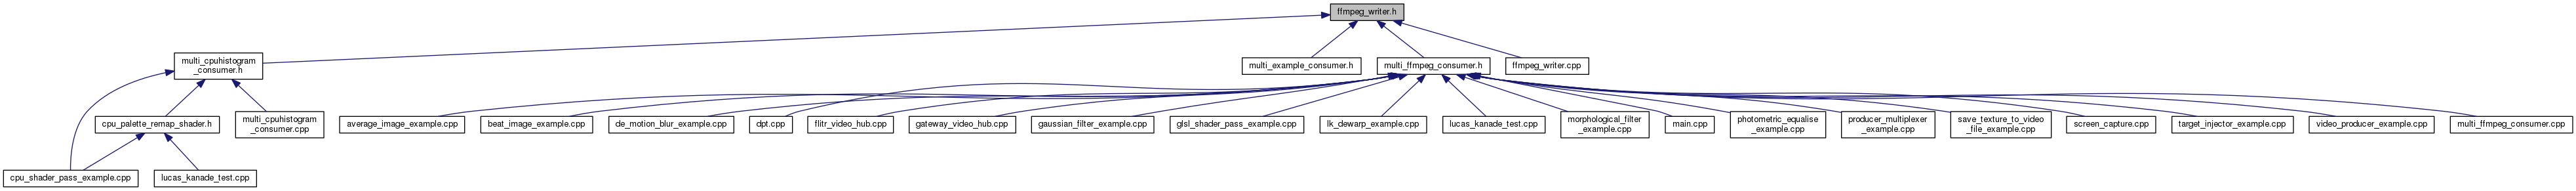 ffmpeg_writer.h
multi_cpuhistogram
_consumer.h
multi_example_consumer.h
multi_ffmpeg_consumer.h
ffmpeg_writer.cpp
cpu_palette_remap_shader.h
multi_cpuhistogram
_consumer.cpp
average_image_example.cpp
beat_image_example.cpp
de_motion_blur_example.cpp
dpt.cpp
flitr_video_hub.cpp
gateway_video_hub.cpp
gaussian_filter_example.cpp
glsl_shader_pass_example.cpp
lk_dewarp_example.cpp
lucas_kanade_test.cpp
morphological_filter
_example.cpp
main.cpp
photometric_equalise
_example.cpp
producer_multiplexer
_example.cpp
save_texture_to_video
_file_example.cpp
screen_capture.cpp
target_injector_example.cpp
video_producer_example.cpp
multi_ffmpeg_consumer.cpp
cpu_shader_pass_example.cpp
lucas_kanade_test.cpp